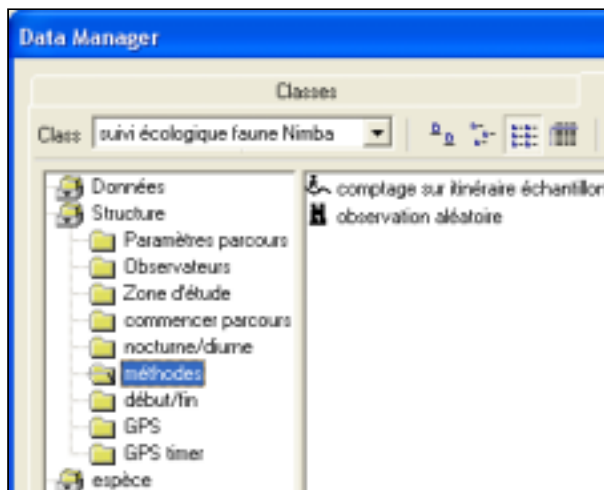 Data Manager
Classes
Class suivi écologique faune Nimba
Données
Structure
Paramètres parcours
Observateurs
Zone d'étude
commencer parcours
nocturne/diurne
méthodes
début/fin
GPS
GPS timer
espèce
comptage sur itinéraire échantillon
observation aléatoire